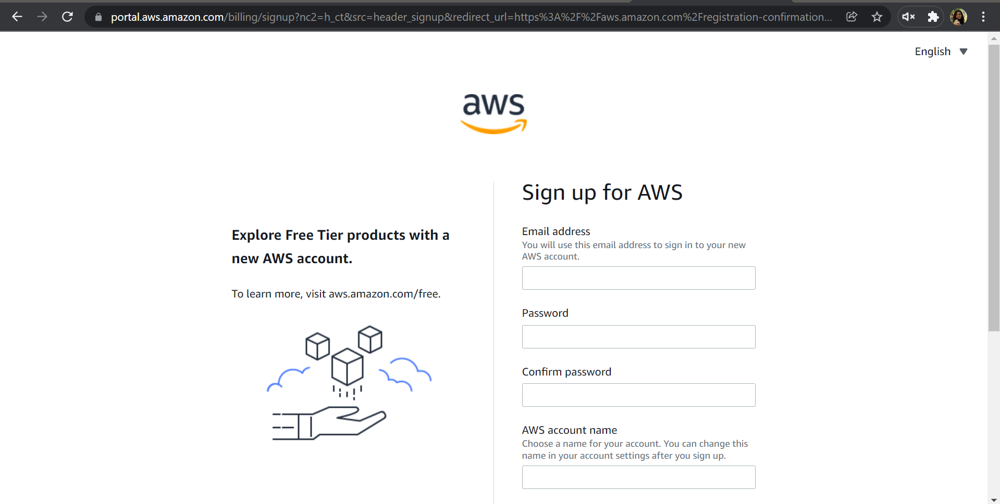 portal.aws.amazon.com/billing/signup?nc2=h_ct&src=header_signup&redirect_url=https%3A%2F%2Faws.amazon.com%2Fregistration-confirmation...
English
aws
Sign up for AWS
Explore Free Tier products with a
new AWS account.
To learn more, visit aws.amazon.com/free.
Email address
You will use this email address to sign in to your new
AWS account.
Password
Confirm password
AWS account name
Choose a name for your account. You can change this
name in your account settings after you sign up.